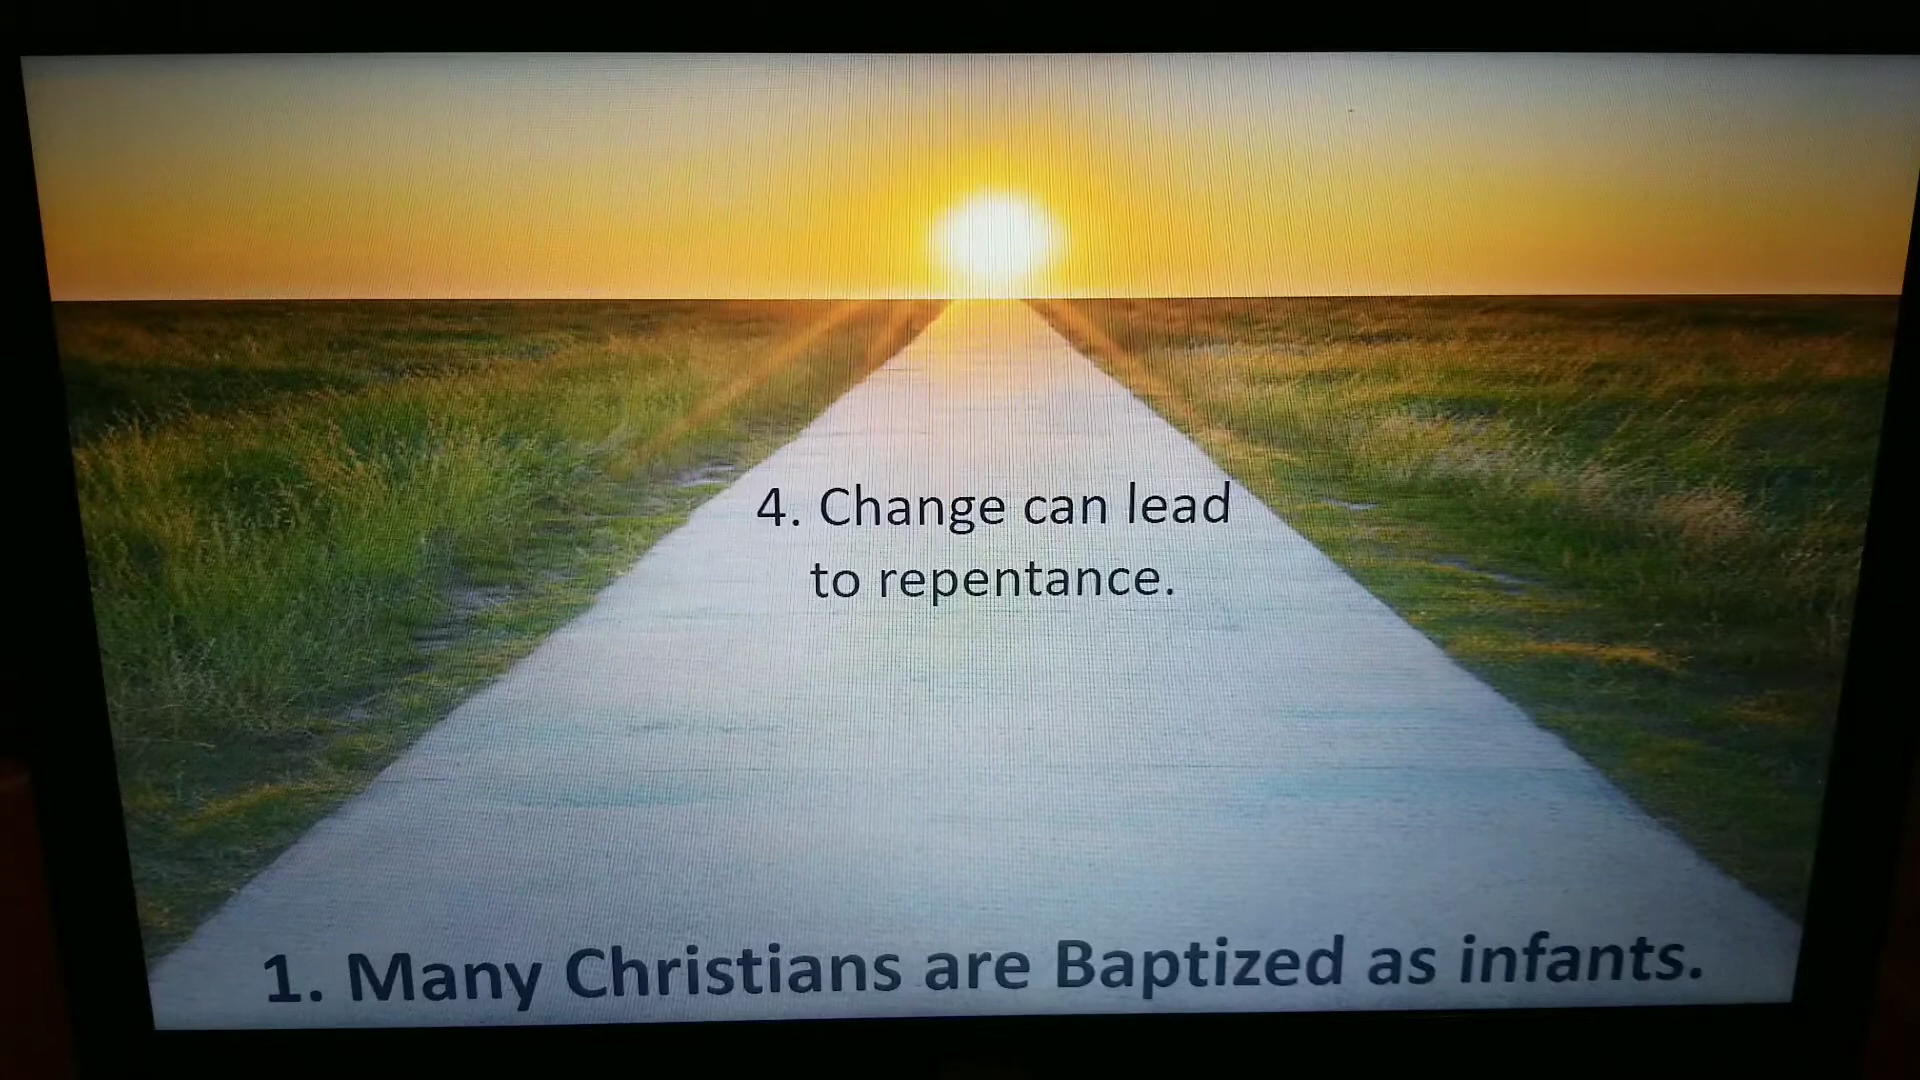 4. Change can lead
to repentance.
1. Many Christians are Baptized as infants.